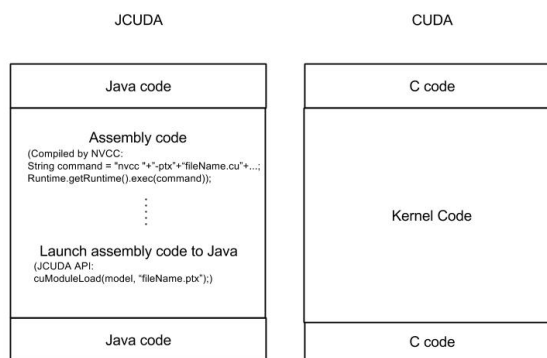 JCUDA
CUDA
Java code
C code
Assembly code
(Compiled by NVCC:
String command = "nvcc "+"-ptx"+"fileName.cu"+...;
Runtime.getRuntime().exec(command));
Kernel Code
Launch assembly code to Java
(JCUDA API:
cuModuleLoad(model, "fileName.ptx");)
Java code
C code